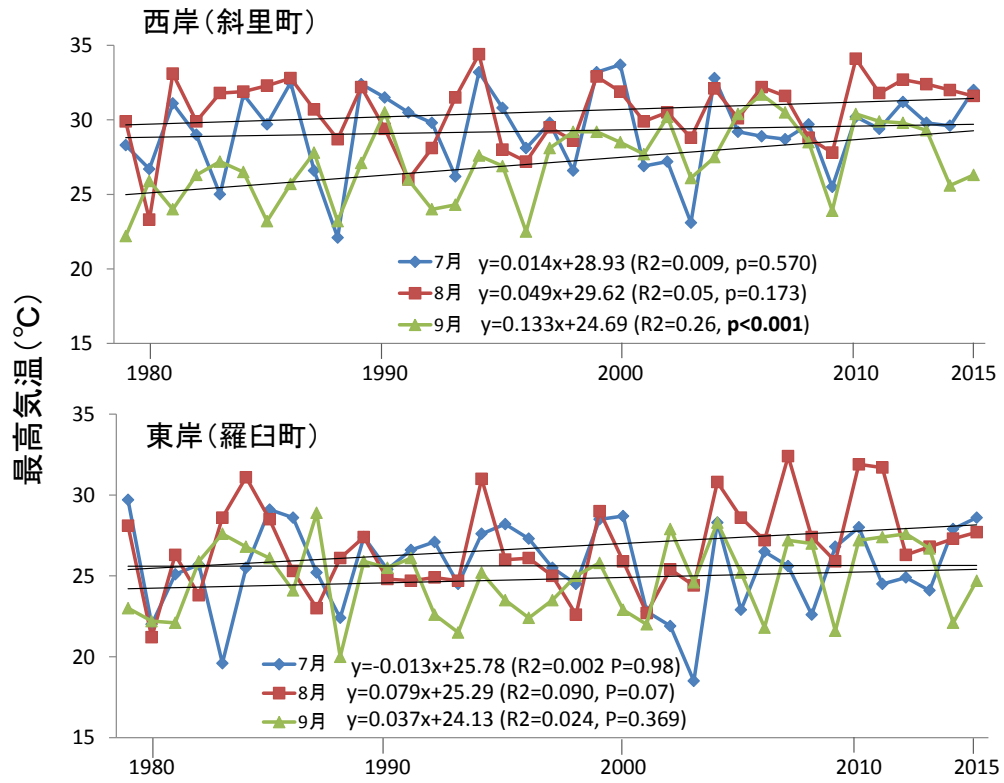 西岸（斜里町）
35
30
25
20
15
7月 y=0.014x+28.93 (R2=0.009, p=0.570)
8月 y=0.049x+29.62 (R2=0.05, p=0.173)
9月 y=0.133x+24.69 (R2=0.26, p<0.001)
1980 1990 2000 2010 2015
最高気温(℃)
東岸（羅臼町）
35
30
25
20
15
7月 y=-0.013x+25.78 (R2=0.002 P=0.98)
8月 y=0.079x+25.29 (R2=0.090, P=0.07)
9月 y=0.037x+24.13 (R2=0.024, P=0.369)
1980 1990 2000 2010 2015